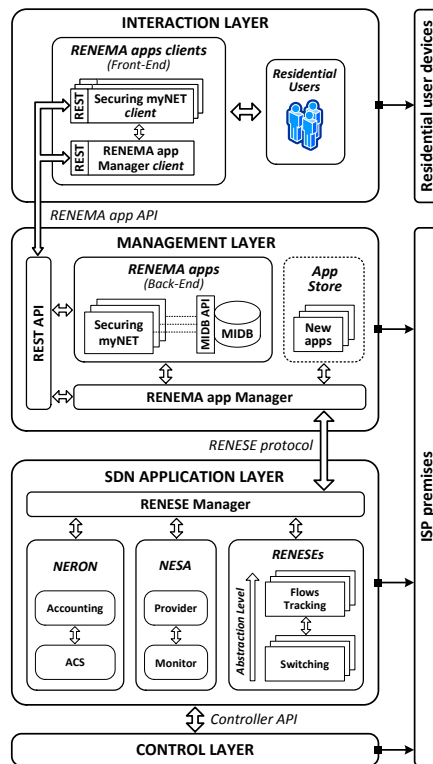 INTERACTION LAYER
RENEMA apps clients
(Front-End)
REST
Securing myNET
client
REST
RENEMA app
Manager client
Residential
Users
Residential user devices
RENEMA app API
MANAGEMENT LAYER
REST API
RENEMA apps
(Back-End)
Securing
myNET
MIDB API
MIDB
App
Store
New
apps
RENEMA app Manager
RENESE protocol
ISP premises
SDN APPLICATION LAYER
RENESE Manager
NERON
Accounting
ACS
NESA
Provider
Monitor
RENESEs
Abstraction Level
Flows
Tracking
Switching
Controller API
CONTROL LAYER